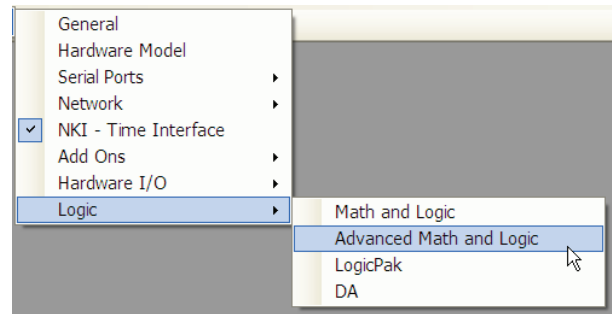 General
Hardware Model
Serial Ports
Network
NKI - Time Interface
Add Ons
Hardware I/O
Logic
Math and Logic
Advanced Math and Logic
LogicPak
DA